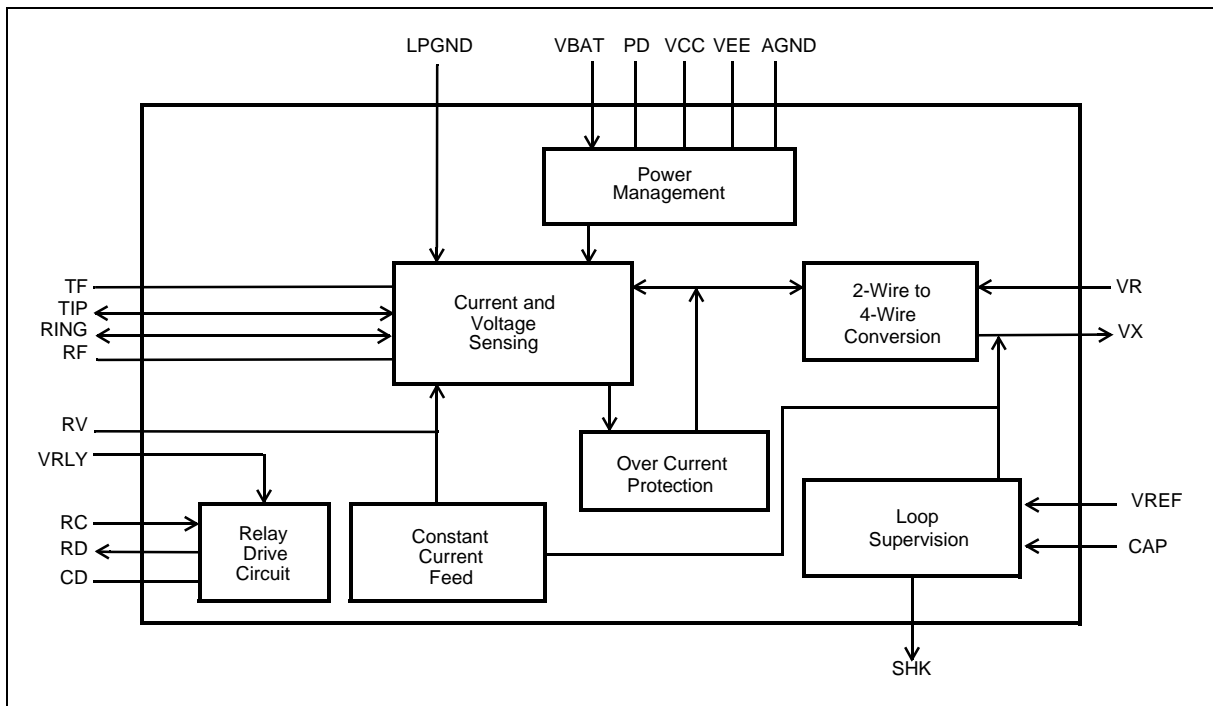 LPGND
VBAT
PD
VCC
VEE
AGND
Power
Management
TF
TIP
RING
RF
Current and
Voltage
Sensing
2-Wire to
4-Wire
Conversion
VR
VX
RV
VRLY
Over Current
Protection
RC
RD
CD
Relay
Drive
Circuit
Constant
Current
Feed
Loop
Supervision
VREF
CAP
SHK